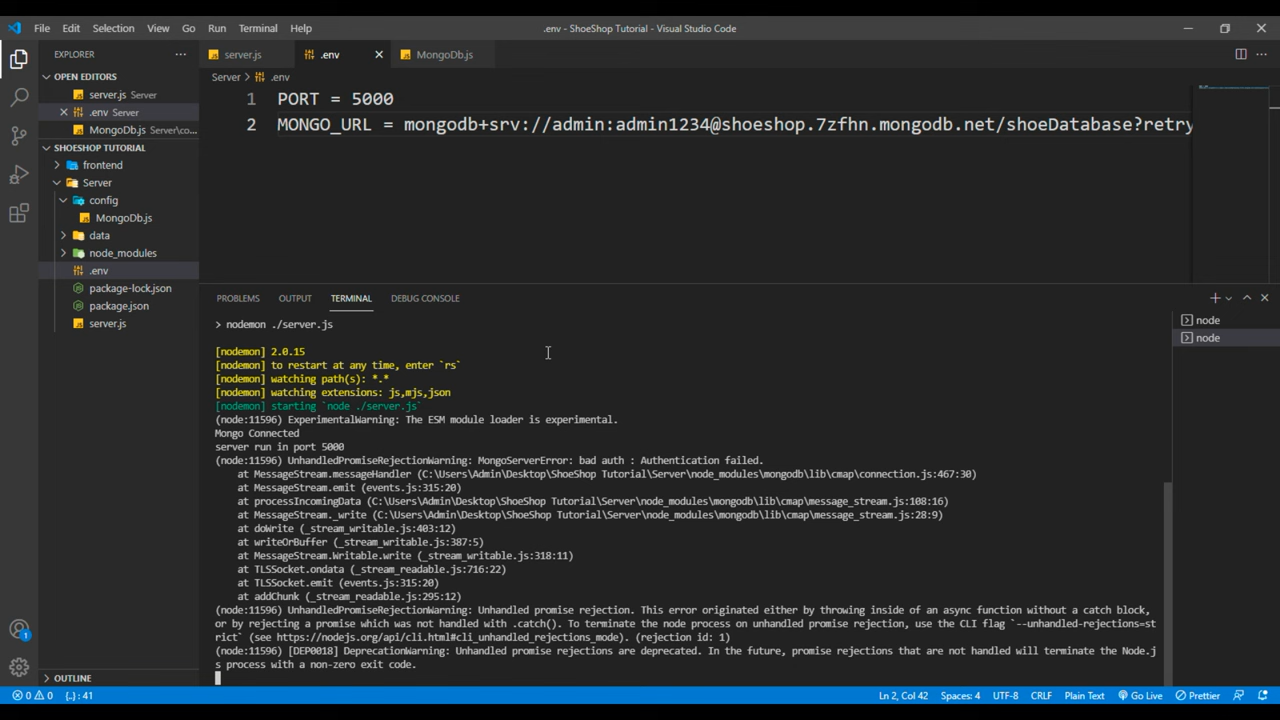 File Edit Selection View Go Run Terminal Help
.env - ShoeShop Tutorial - Visual Studio Code
EXPLORER
OPEN EDITORS
server.js Server
.env Server
MongoDb.js Server\co...
SHOESHOP TUTORIAL
frontend
Server
config
MongoDb.js
data
node_modules
.env
package-lock.json
package.json
server.js
OUTLINE
server.js .env MongoDb.js
Server > .env
1 PORT = 5000
2 MONGO_URL = mongodb+srv://admin:admin1234@shoeshop.7zfhn.mongodb.net/shoeDatabase?retry
PROBLEMS OUTPUT TERMINAL DEBUG CONSOLE
node
node
> nodemon ./server.js
[nodemon] 2.0.15
[nodemon] to restart at any time, enter `rs`
[nodemon] watching path(s): *.*
[nodemon] watching extensions: js,mjs,json
[nodemon] starting `node ./server.js`
(node:11596) ExperimentalWarning: The ESM module loader is experimental.
Mongo Connected
server run in port 5000
(node:11596) UnhandledPromiseRejectionWarning: MongoServerError: bad auth : Authentication failed.
at MessageStream.messageHandler (C:\Users\Admin\Desktop\ShoeShop Tutorial\Server\node_modules\mongodb\lib\cmap\connection.js:467:30)
at MessageStream.emit (events.js:315:20)
at processIncomingData (C:\Users\Admin\Desktop\ShoeShop Tutorial\Server\node_modules\mongodb\lib\cmap\message_stream.js:108:16)
at MessageStream._write (C:\Users\Admin\Desktop\ShoeShop Tutorial\Server\node_modules\mongodb\lib\cmap\message_stream.js:28:9)
at doWrite (_stream_writable.js:403:12)
at writeOrBuffer (_stream_writable.js:387:5)
at MessageStream.Writable.write (_stream_writable.js:318:11)
at TLSSocket.ondata (_stream_readable.js:716:22)
at TLSSocket.emit (events.js:315:20)
at addChunk (_stream_readable.js:295:12)
(node:11596) UnhandledPromiseRejectionWarning: Unhandled promise rejection. This error originated either by throwing inside of an async function without a catch block,
or by rejecting a promise which was not handled with .catch(). To terminate the node process on unhandled promise rejection, use the CLI flag `--unhandled-rejections=st
rict` (see https://nodejs.org/api/cli.html#cli_unhandled_rejections_mode). (rejection id: 1)
(node:11596) [DEP0018] DeprecationWarning: Unhandled promise rejections are deprecated. In the future, promise rejections that are not handled will terminate the Node.j
s process with a non-zero exit code.
1
0 0 {..}: 41
Ln 2, Col 42 Spaces: 4 UTF-8 CRLF Plain Text Go Live Prettier